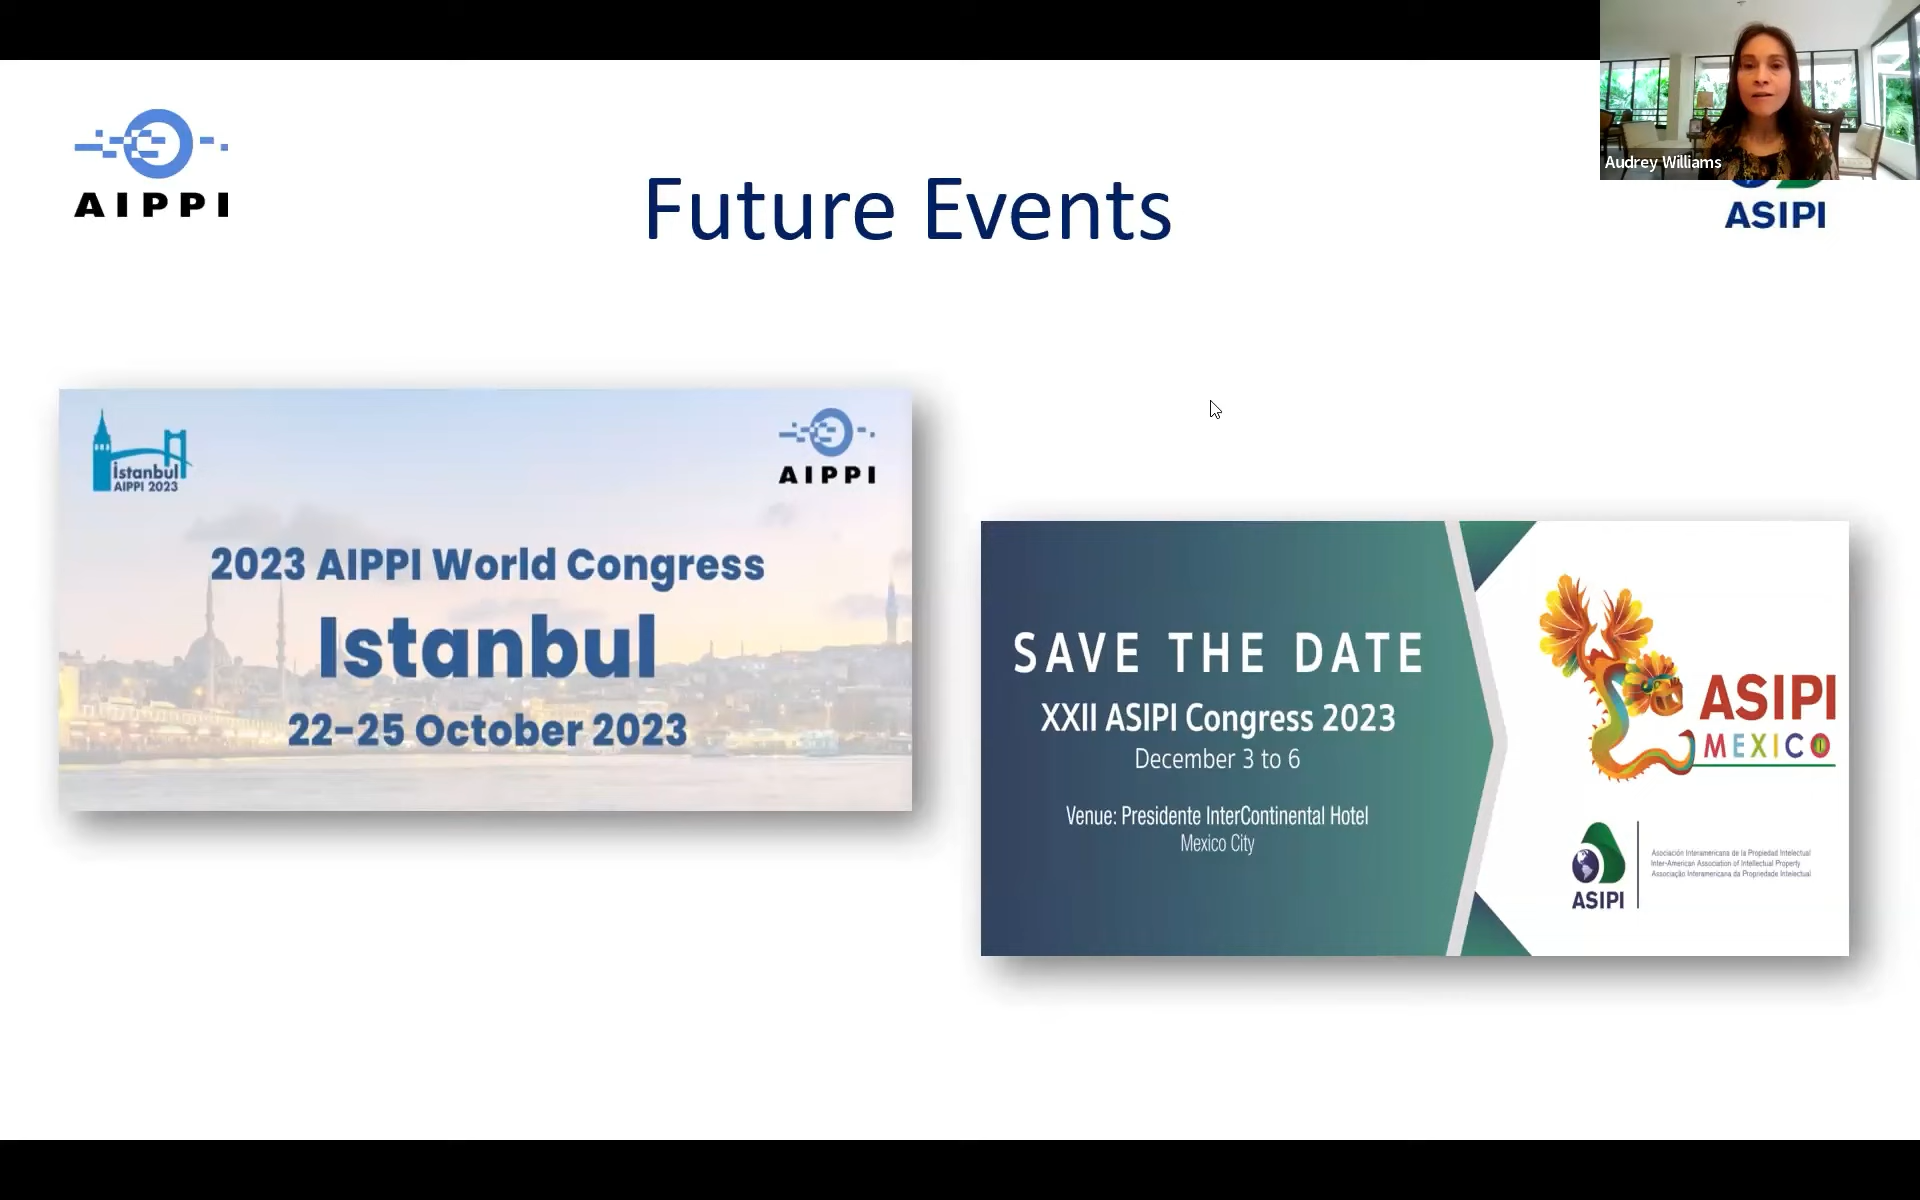 Audrey Williams
AIPPI
Future Events
ASIPI
İstanbul
AIPPI 2023
AIPPI
2023 AIPPI World Congress
Istanbul
22-25 October 2023
SAVE THE DATE
XXII ASIPI Congress 2023
December 3 to 6
Venue: Presidente InterContinental Hotel
Mexico City
ASIPI
MEXICO
ASIPI
Asociación Interamericana de la Propiedad Intelectual
Inter-American Association of Intellectual Property
Associação Interamericana da Propriedade Intelectual